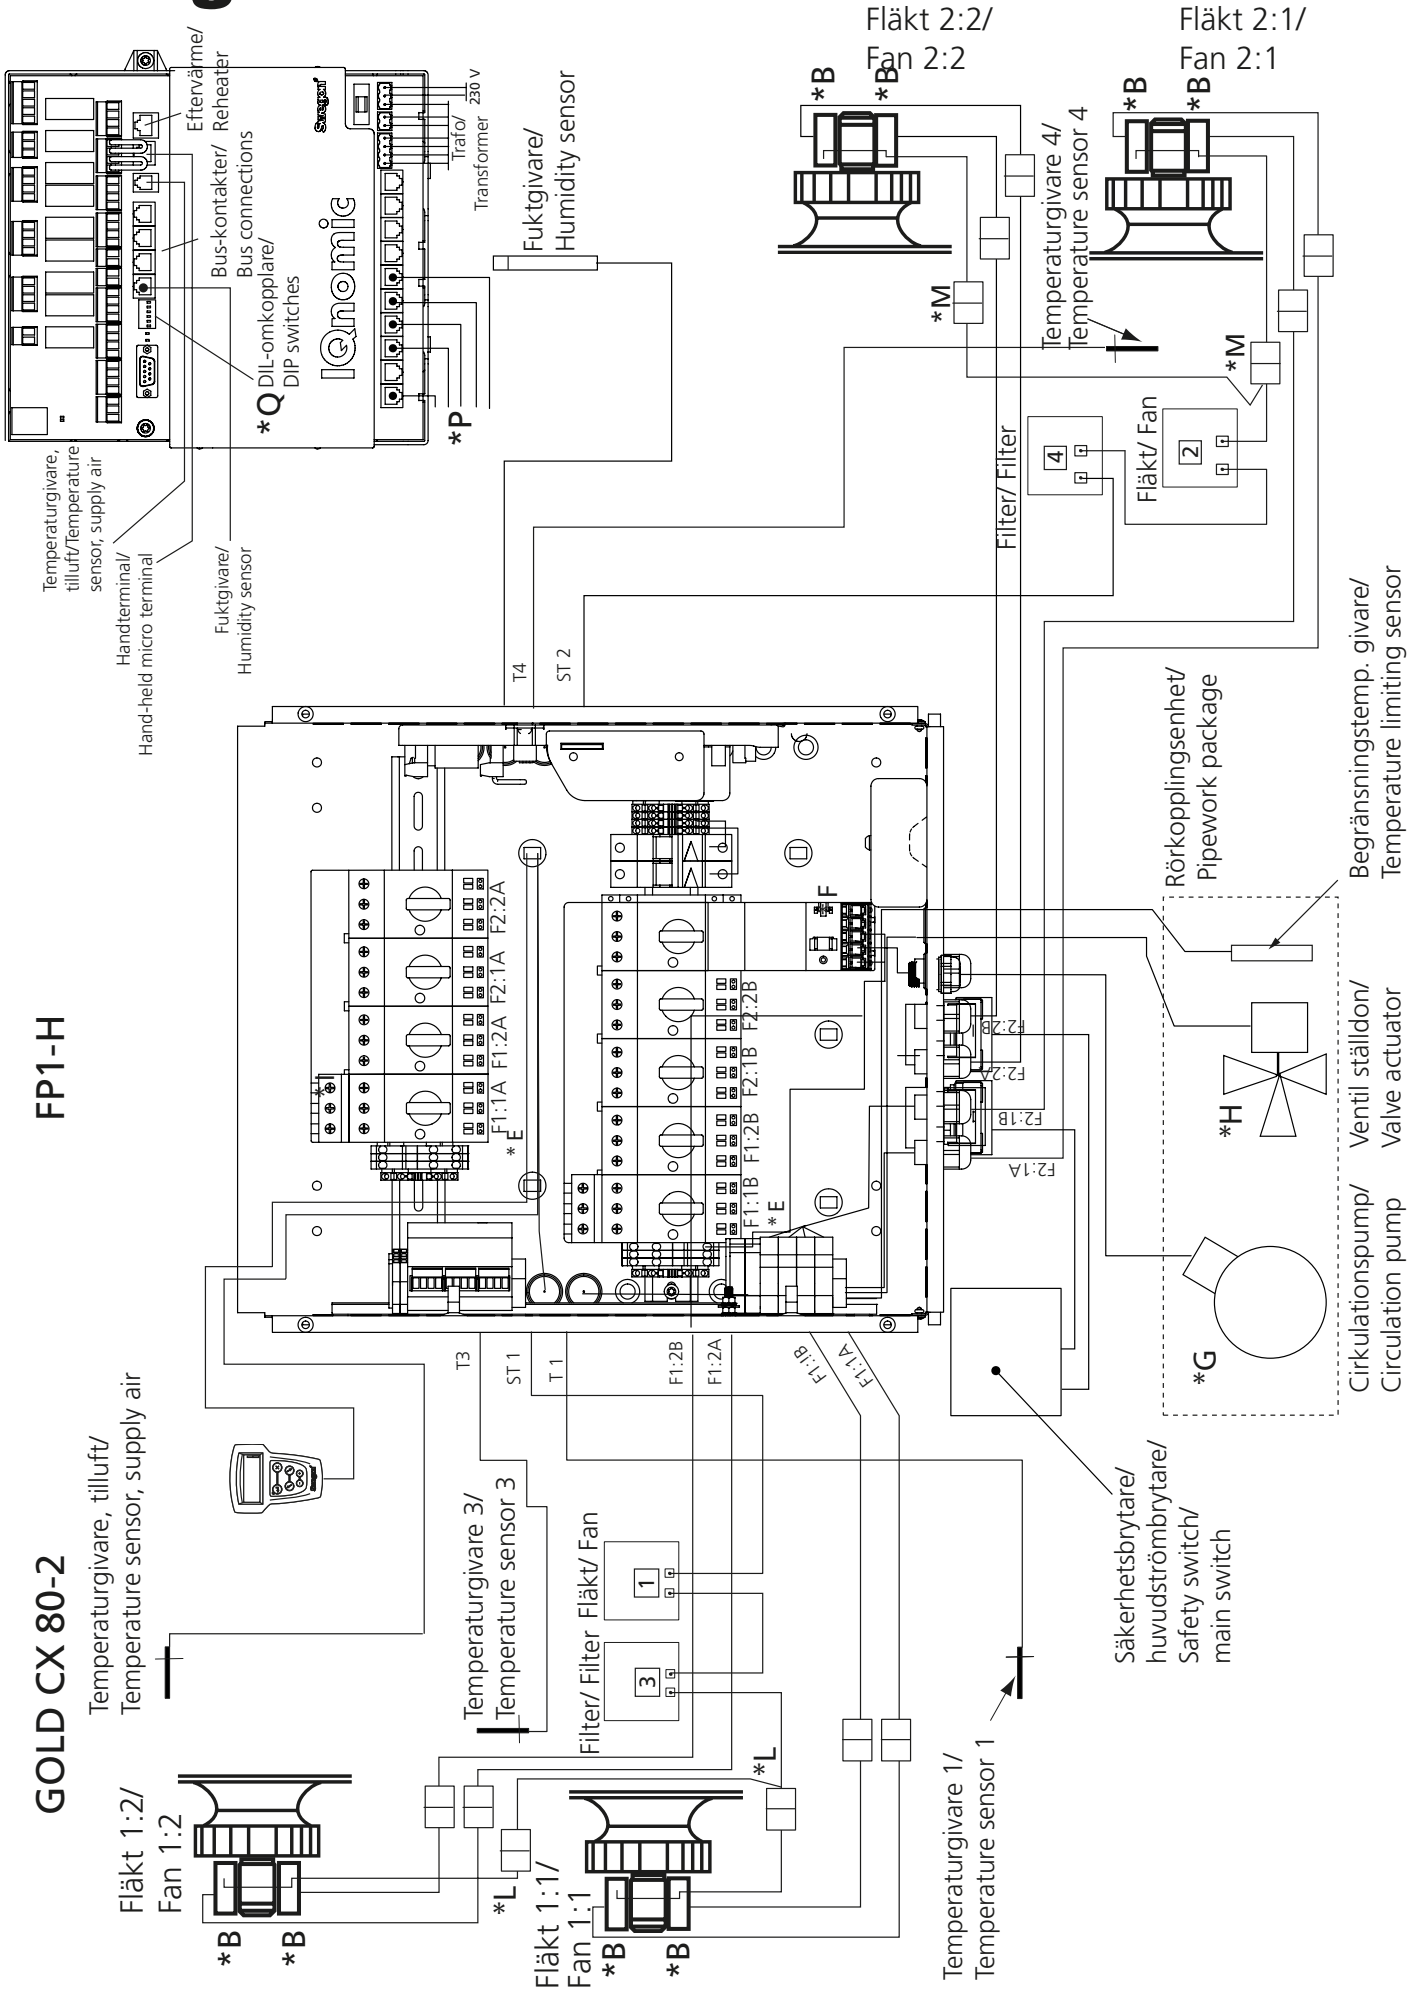 GOLD CX 80-2
FP1-H
g
Temperaturgivare, tilluft/
Temperature sensor, supply air
Fläkt 1:2/
Fan 1:2
*B
*B
*L
Fläkt 1:1/
Fan 1:1
*B
*B
*L
Temperaturgivare 3/
Temperature sensor 3
Filter/ Filter
3
Fläkt/ Fan
1
Temperaturgivare 1/
Temperature sensor 1
Säkerhetsbrytare/
huvudströmbrytare/
Safety switch/
main switch
T3
ST 1
T 1
F1:2B
F1:2A
F1:1B
F1:1A
F1:1A
F1:2A
F2:1A
F2:2A
* E
F1:1B
F1:2B
F2:1B
F2:2B
* E
F
F2:1A
F2:1B
F2:2A
F2:2B
T4
ST 2
*G
*H
Cirkulationspump/
Circulation pump
Ventil ställdon/
Valve actuator
Rörkopplingsenhet/
Pipework package
Begränsningstemp. givare/
Temperature limiting sensor
Temperaturgivare,
tilluft/Temperature
sensor, supply air
Handterminal/
Hand-held micro terminal
Fuktgivare/
Humidity sensor
*Q
DIL-omkopplare/
DIP switches
Bus-kontakter/
Bus connections
Eftervärme/
Reheater
Swegon
IQnomic
*P
230 V
Trafo/
Transformer
Fuktgivare/
Humidity sensor
Filter/ Filter
4
Fläkt/ Fan
2
Temperaturgivare 4/
Temperature sensor 4
*M
*M
Fläkt 2:2/
Fan 2:2
*B
*B
Fläkt 2:1/
Fan 2:1
*B
*B